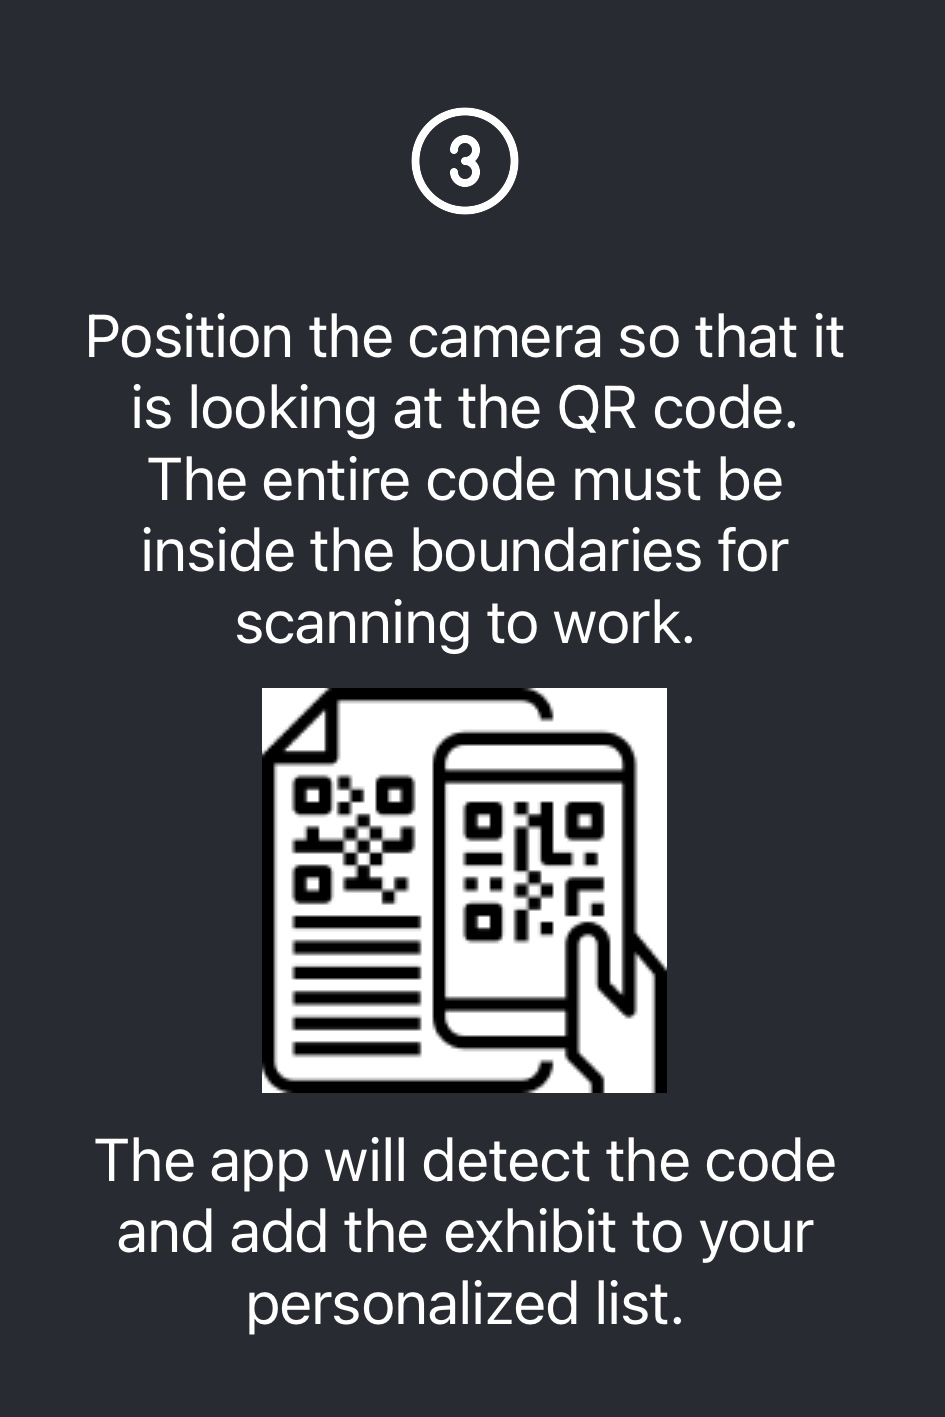 3
Position the camera so that it
is looking at the QR code.
The entire code must be
inside the boundaries for
scanning to work.
The app will detect the code
and add the exhibit to your
personalized list.